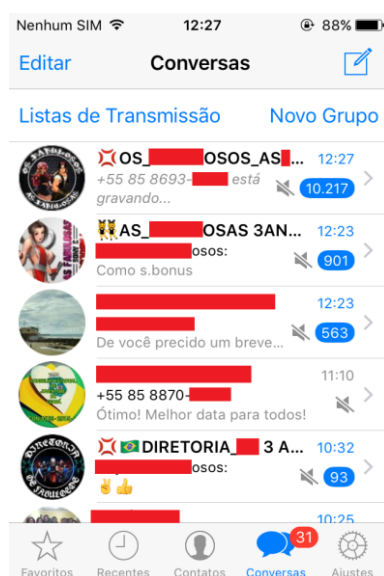 Nenhum SIM 12:27 88%
Editar Conversas
Listas de Transmissão Novo Grupo
💢OS_ OSOS_AS ... 12:27
+55 85 8693- está
gravando... 10.217
👯AS_ OSAS 3AN... 12:23
osos:
Como s.bonus 901
12:23
De você precido um breve... 563
11:10
+55 85 8870-
Ótimo! Melhor data para todos!
💢🇧🇷DIRETORIA_ 3 A... 10:32
osos:
✌️👍 93
10:25
31
Favoritos Recentes Contatos Conversas Ajustes